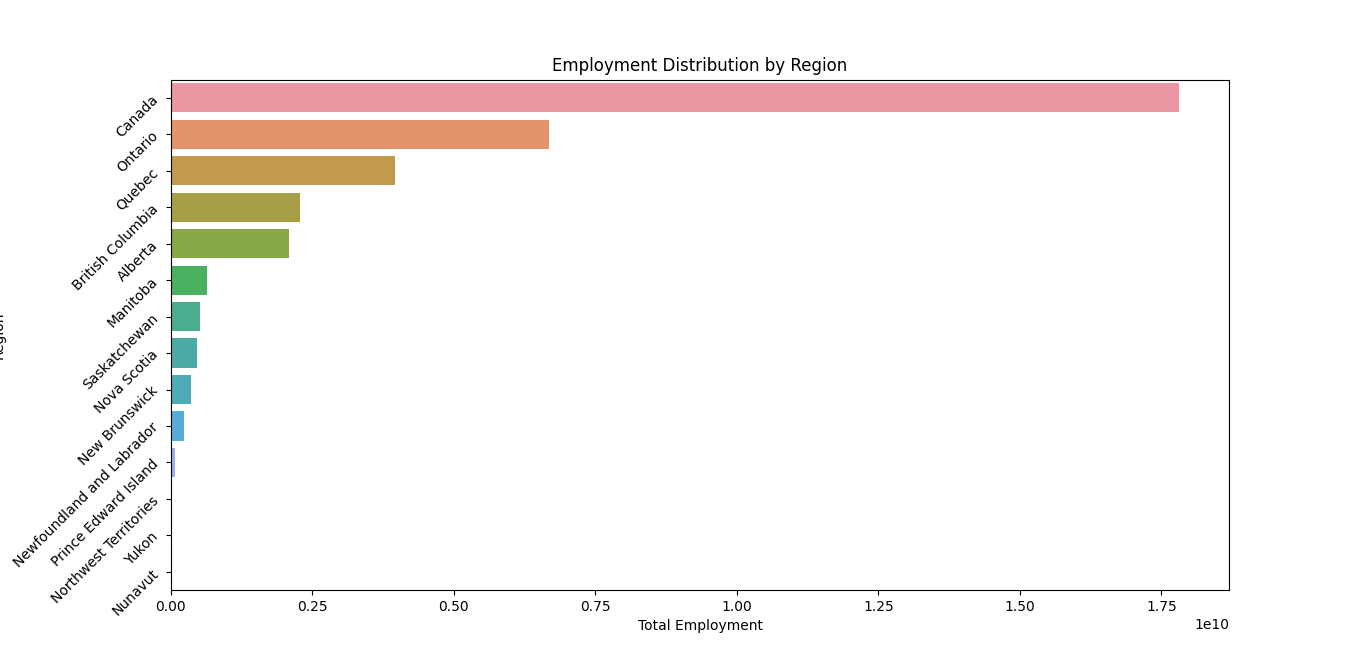 Employment Distribution by Region
Canada
Ontario
Quebec
British Columbia
Alberta
Manitoba
Saskatchewan
Nova Scotia
New Brunswick
Newfoundland and Labrador
Prince Edward Island
Northwest Territories
Yukon
Nunavut
Region
0.00 0.25 0.50 0.75 1.00 1.25 1.50 1.75
1e10
Total Employment